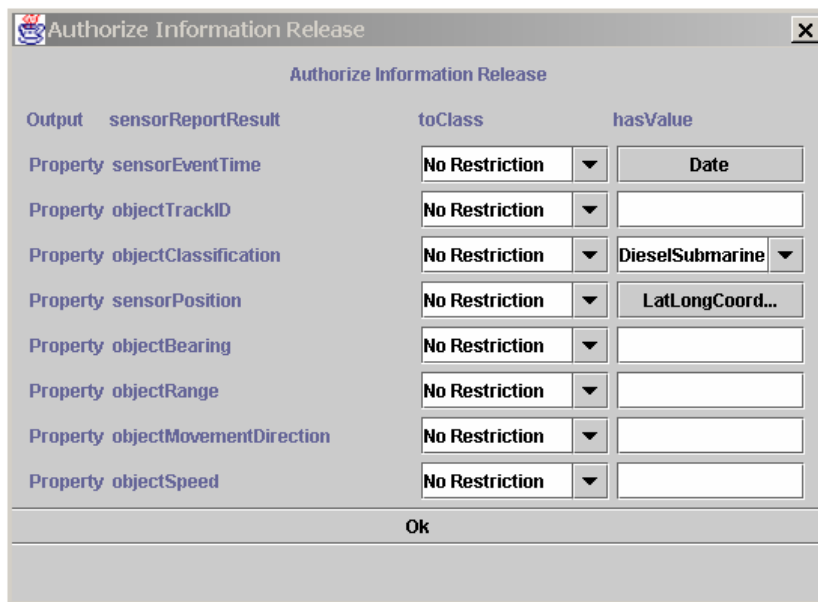 Authorize Information Release
Authorize Information Release
Output sensorReportResult toClass hasValue
Property sensorEventTime No Restriction Date
Property objectTrackID No Restriction
Property objectClassification No Restriction DieselSubmarine
Property sensorPosition No Restriction LatLongCoord...
Property objectBearing No Restriction
Property objectRange No Restriction
Property objectMovementDirection No Restriction
Property objectSpeed No Restriction
Ok